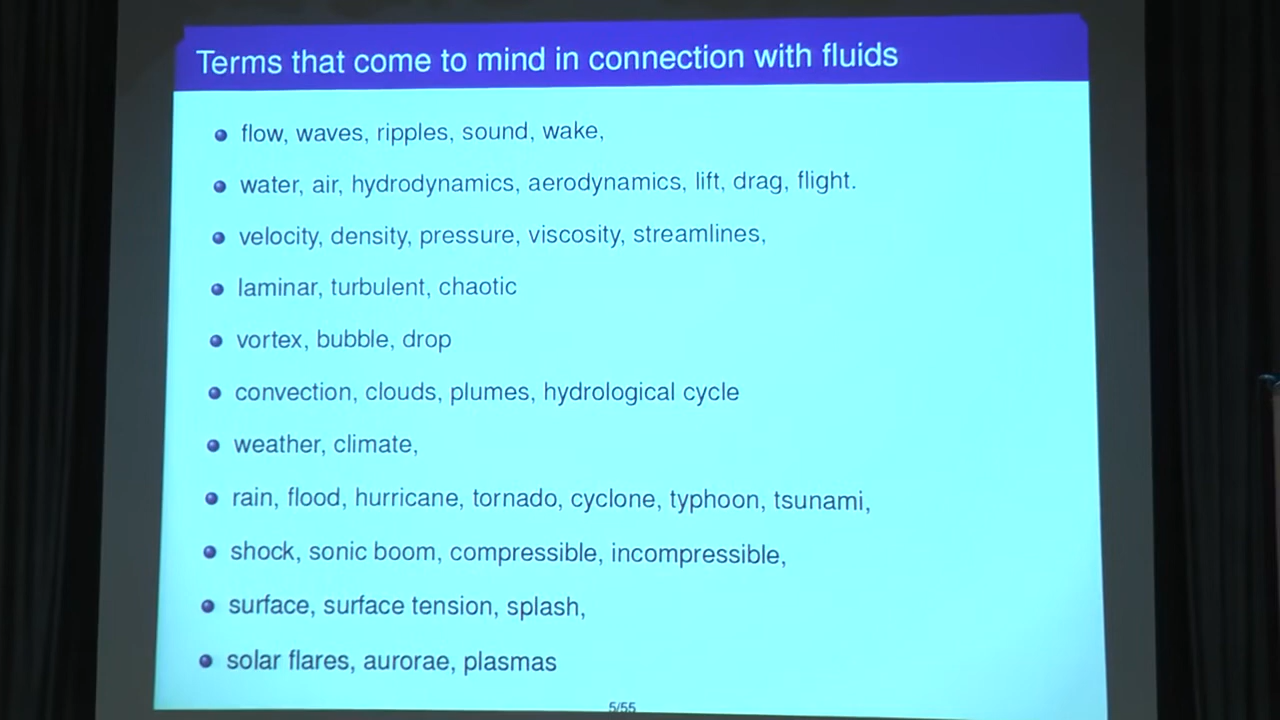 Terms that come to mind in connection with fluids
flow, waves, ripples, sound, wake,
water, air, hydrodynamics, aerodynamics, lift, drag, flight.
velocity, density, pressure, viscosity, streamlines,
laminar, turbulent, chaotic
vortex, bubble, drop
convection, clouds, plumes, hydrological cycle
weather, climate,
rain, flood, hurricane, tornado, cyclone, typhoon, tsunami,
shock, sonic boom, compressible, incompressible,
surface, surface tension, splash,
solar flares, aurorae, plasmas
5/55